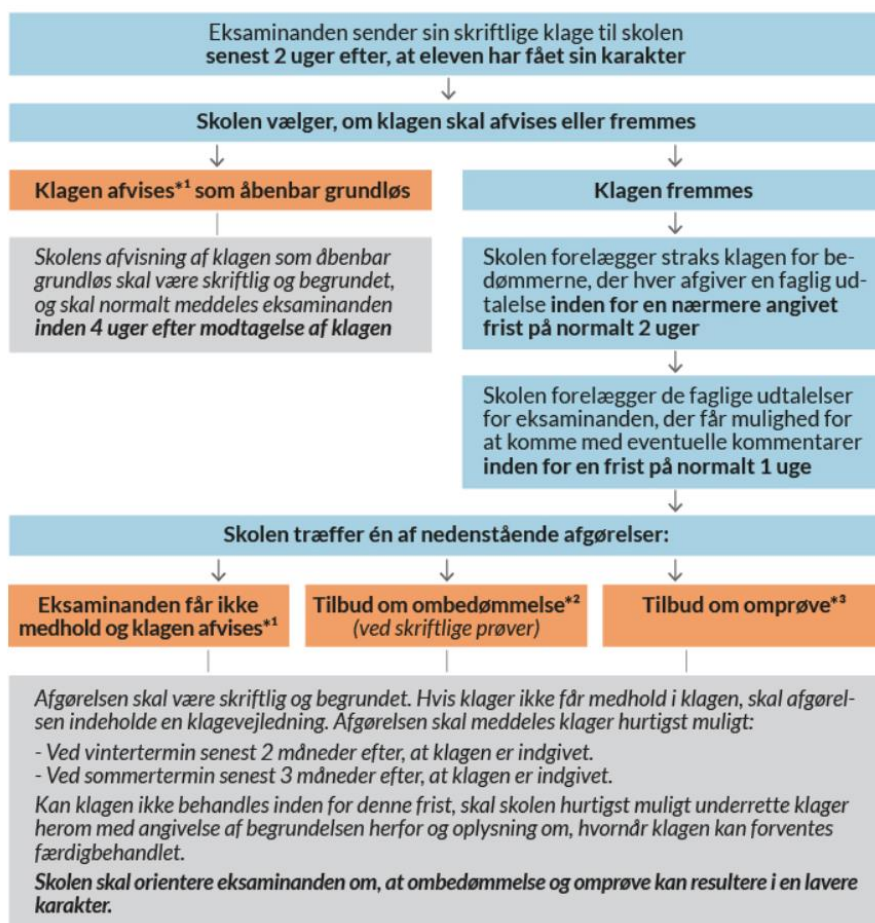 Eksaminanden sender sin skriftlige klage til skolen
senest 2 uger efter, at eleven har fået sin karakter
Skolen vælger, om klagen skal afvises eller fremmes
Klagen afvises*¹ som åbenbar grundløs
Klagen fremmes
Skolens afvisning af klagen som åbenbar
grundløs skal være skriftlig og begrundet,
og skal normalt meddeles eksaminanden
inden 4 uger efter modtagelse af klagen
Skolen forelægger straks klagen for be-
dømmerne, der hver afgiver en faglig ud-
talelse inden for en nærmere angivet
frist på normalt 2 uger
Skolen forelægger de faglige udtalelser
for eksaminanden, der får mulighed for
at komme med eventuelle kommentarer
inden for en frist på normalt 1 uge
Skolen træffer én af nedenstående afgørelser:
Eksaminanden får ikke
medhold og klagen afvises*¹
Tilbud om ombedømmelse*²
(ved skriftlige prøver)
Tilbud om omprøve*³
Afgørelsen skal være skriftlig og begrundet. Hvis klager ikke får medhold i klagen, skal afgørel-
sen indeholde en klagevejledning. Afgørelsen skal meddeles klager hurtigst muligt:
- Ved vintertermin senest 2 måneder efter, at klagen er indgivet.
- Ved sommertermin senest 3 måneder efter, at klagen er indgivet.
Kan klagen ikke behandles inden for denne frist, skal skolen hurtigst muligt underrette klager
herom med angivelse af begrundelsen herfor og oplysning om, hvornår klagen kan forventes
færdigbehandlet.
Skolen skal orientere eksaminanden om, at ombedømmelse og omprøve kan resultere i en lavere
karakter.